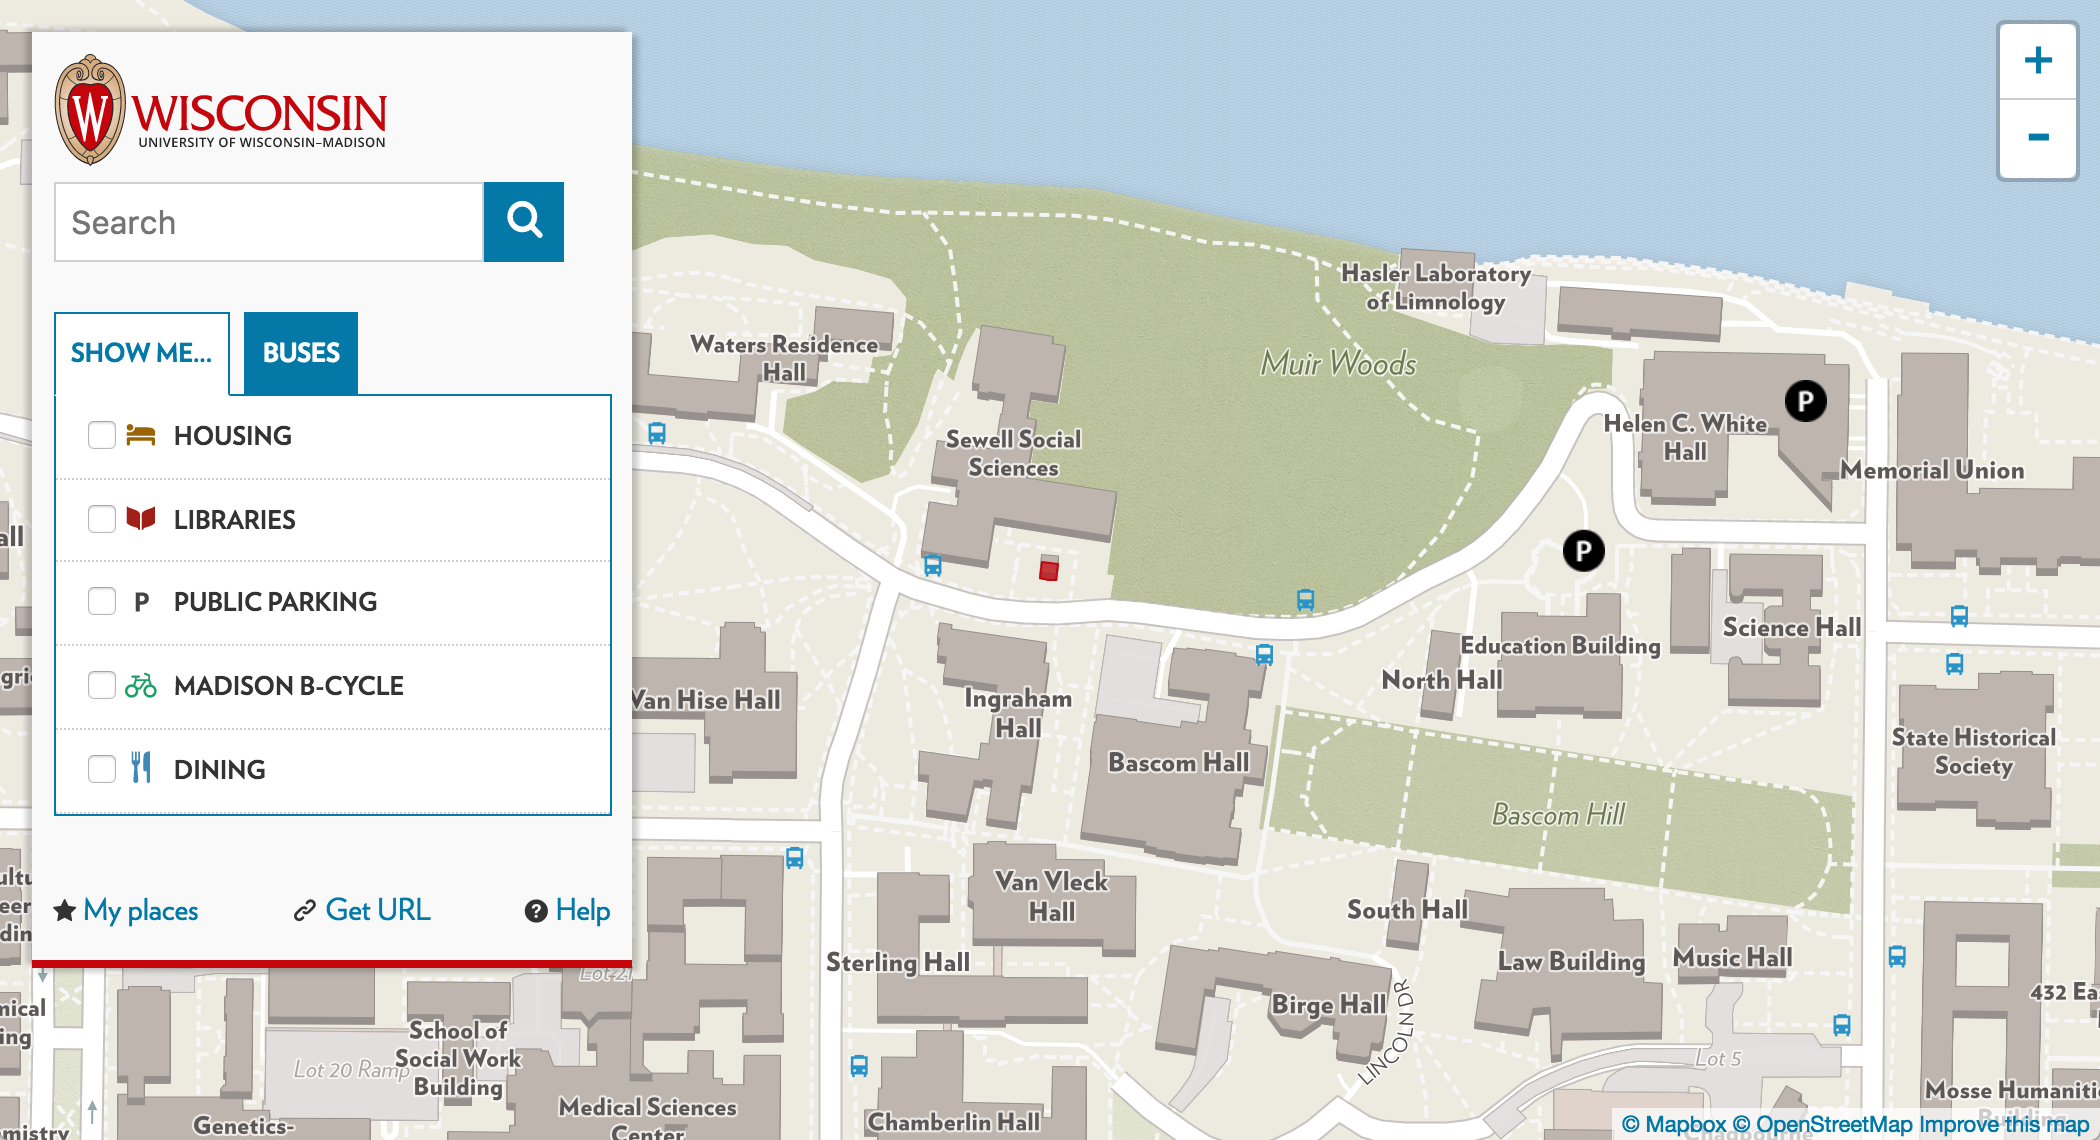 WISCONSIN
UNIVERSITY OF WISCONSIN–MADISON
Search
SHOW ME...
BUSES
HOUSING
LIBRARIES
P PUBLIC PARKING
MADISON B-CYCLE
DINING
My places
Get URL
? Help
+
-
Hasler Laboratory
of Limnology
Waters Residence
Hall
Muir Woods
P
Helen C. White
Hall
Sewell Social
Sciences
Memorial Union
P
Science Hall
Education Building
North Hall
Van Hise Hall
Ingraham
Hall
State Historical
Society
Bascom Hall
Bascom Hill
Van Vleck
Hall
South Hall
Sterling Hall
Law Building
Music Hall
Birge Hall
LINCOLN DR
432 Ea
Lot 21
School of
Social Work
Building
Lot 20 Ramp
Lot 5
Mosse Humanit
Building
Medical Sciences
Center
Chamberlin Hall
Genetics-
© Mapbox © OpenStreetMap Improve this map